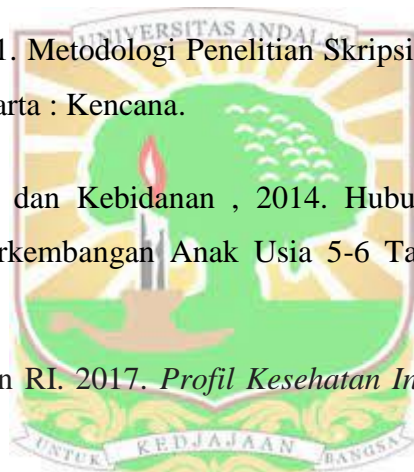 UNIVERSITAS ANDALAS
1. Metodologi Penelitian Skripsi
arta : Kencana.
dan Kebidanan , 2014. Hubu
rkembangan Anak Usia 5-6 Ta
n RI. 2017. Profil Kesehatan In
UNTUK KEDJAJAAN BANGSA